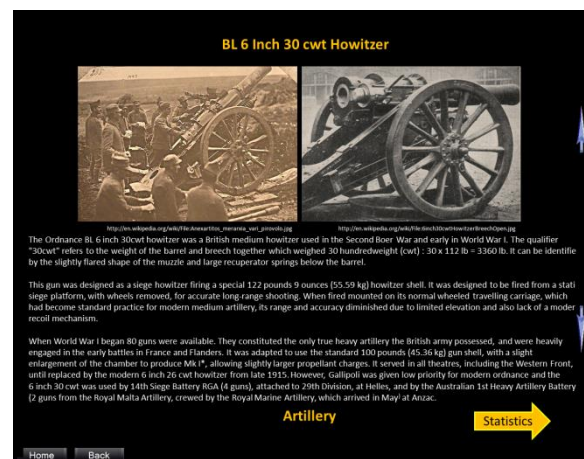 BL 6 Inch 30 cwt Howitzer
http://en.wikipedia.org/wiki/File:Anexartitos_merarxia_vari_pirovolo.jpg
http://en.wikipedia.org/wiki/File:6inch30cwtHowitzerBreechOpen.jpg
The Ordnance BL 6 inch 30cwt howitzer was a British medium howitzer used in the Second Boer War and early in World War I. The qualifier
"30cwt" refers to the weight of the barrel and breech together which weighed 30 hundredweight (cwt) : 30 x 112 lb = 3360 lb. It can be identifie
by the slightly flared shape of the muzzle and large recuperator springs below the barrel.
This gun was designed as a siege howitzer firing a special 122 pounds 9 ounces (55.59 kg) howitzer shell. It was designed to be fired from a stati
siege platform, with wheels removed, for accurate long-range shooting. When fired mounted on its normal wheeled travelling carriage, which
had become standard practice for modern medium artillery, its range and accuracy diminished due to limited elevation and also lack of a moder
recoil mechanism.
When World War I began 80 guns were available. They constituted the only true heavy artillery the British army possessed, and were heavily
engaged in the early battles in France and Flanders. It was adapted to use the standard 100 pounds (45.36 kg) gun shell, with a slight
enlargement of the chamber to produce Mk I*, allowing slightly larger propellant charges. It served in all theatres, including the Western Front,
until replaced by the modern 6 inch 26 cwt howitzer from late 1915. However, Gallipoli was given low priority for modern ordnance and the
6 inch 30 cwt was used by 14th Siege Battery RGA (4 guns), attached to 29th Division, at Helles, and by the Australian 1st Heavy Artillery Battery
(2 guns from the Royal Malta Artillery, crewed by the Royal Marine Artillery, which arrived in May) at Anzac.
Artillery
Statistics
Home
Back